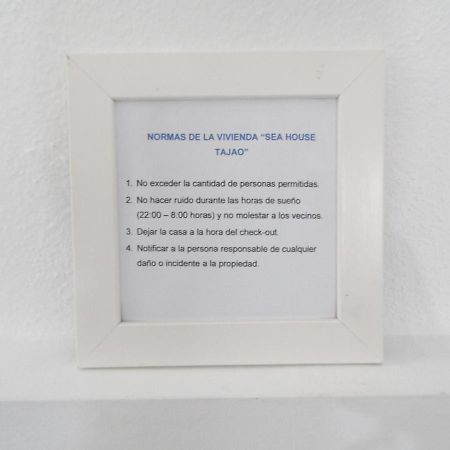 NORMAS DE LA VIVIENDA “SEA HOUSE
TAJAO”
1. No exceder la cantidad de personas permitidas.
2. No hacer ruido durante las horas de sueño
(22:00 – 8:00 horas) y no molestar a los vecinos.
3. Dejar la casa a la hora del check-out.
4. Notificar a la persona responsable de cualquier
daño o incidente a la propiedad.